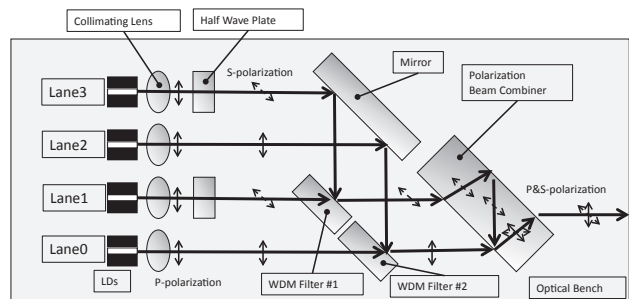 Collimating Lens
Half Wave Plate
Lane3
S-polarization
Mirror
Polarization
Beam Combiner
Lane2
Lane1
P&S-polarization
Lane0
LDs
P-polarization
WDM Filter #1
WDM Filter #2
Optical Bench